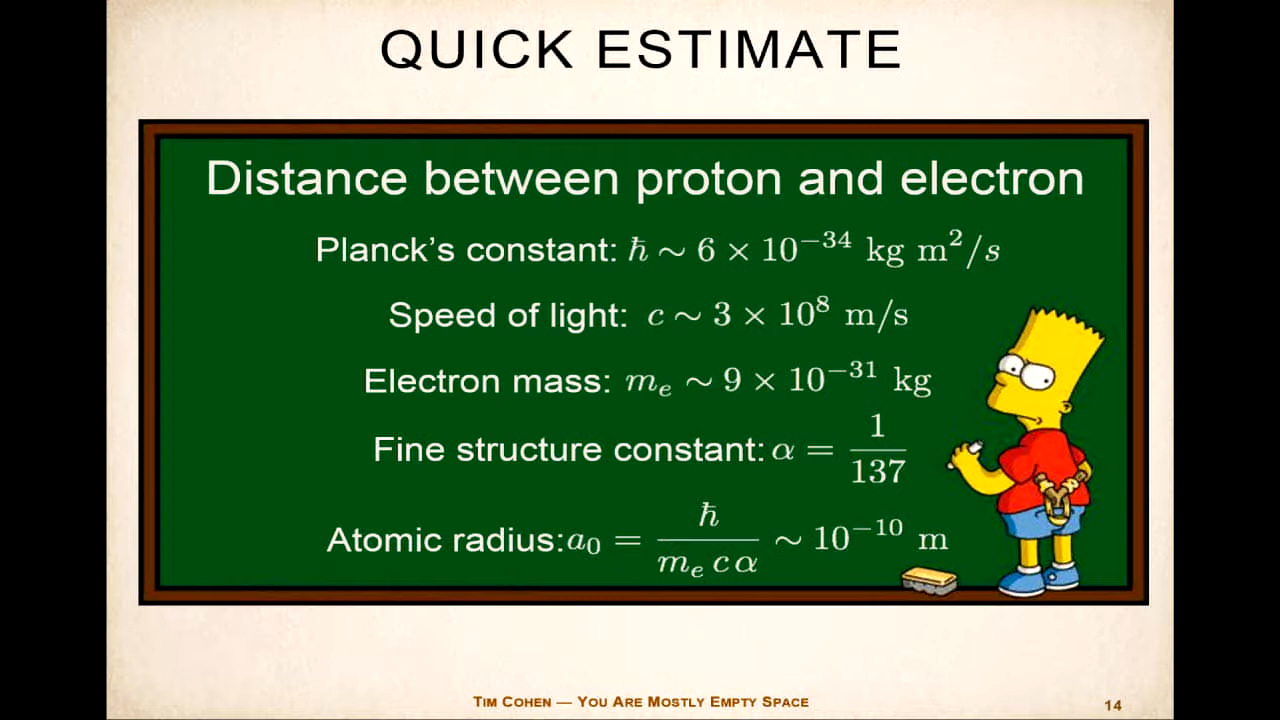 QUICK ESTIMATE
Distance between proton and electron
Planck's constant: ℏ ∼ 6 × 10⁻³⁴ kg m²/s
Speed of light: c ∼ 3 × 10⁸ m/s
Electron mass: mₑ ∼ 9 × 10⁻³¹ kg
Fine structure constant: α = 1/137
Atomic radius: a₀ = ℏ/(mₑ c α) ∼ 10⁻¹⁰ m
TIM COHEN — YOU ARE MOSTLY EMPTY SPACE
14